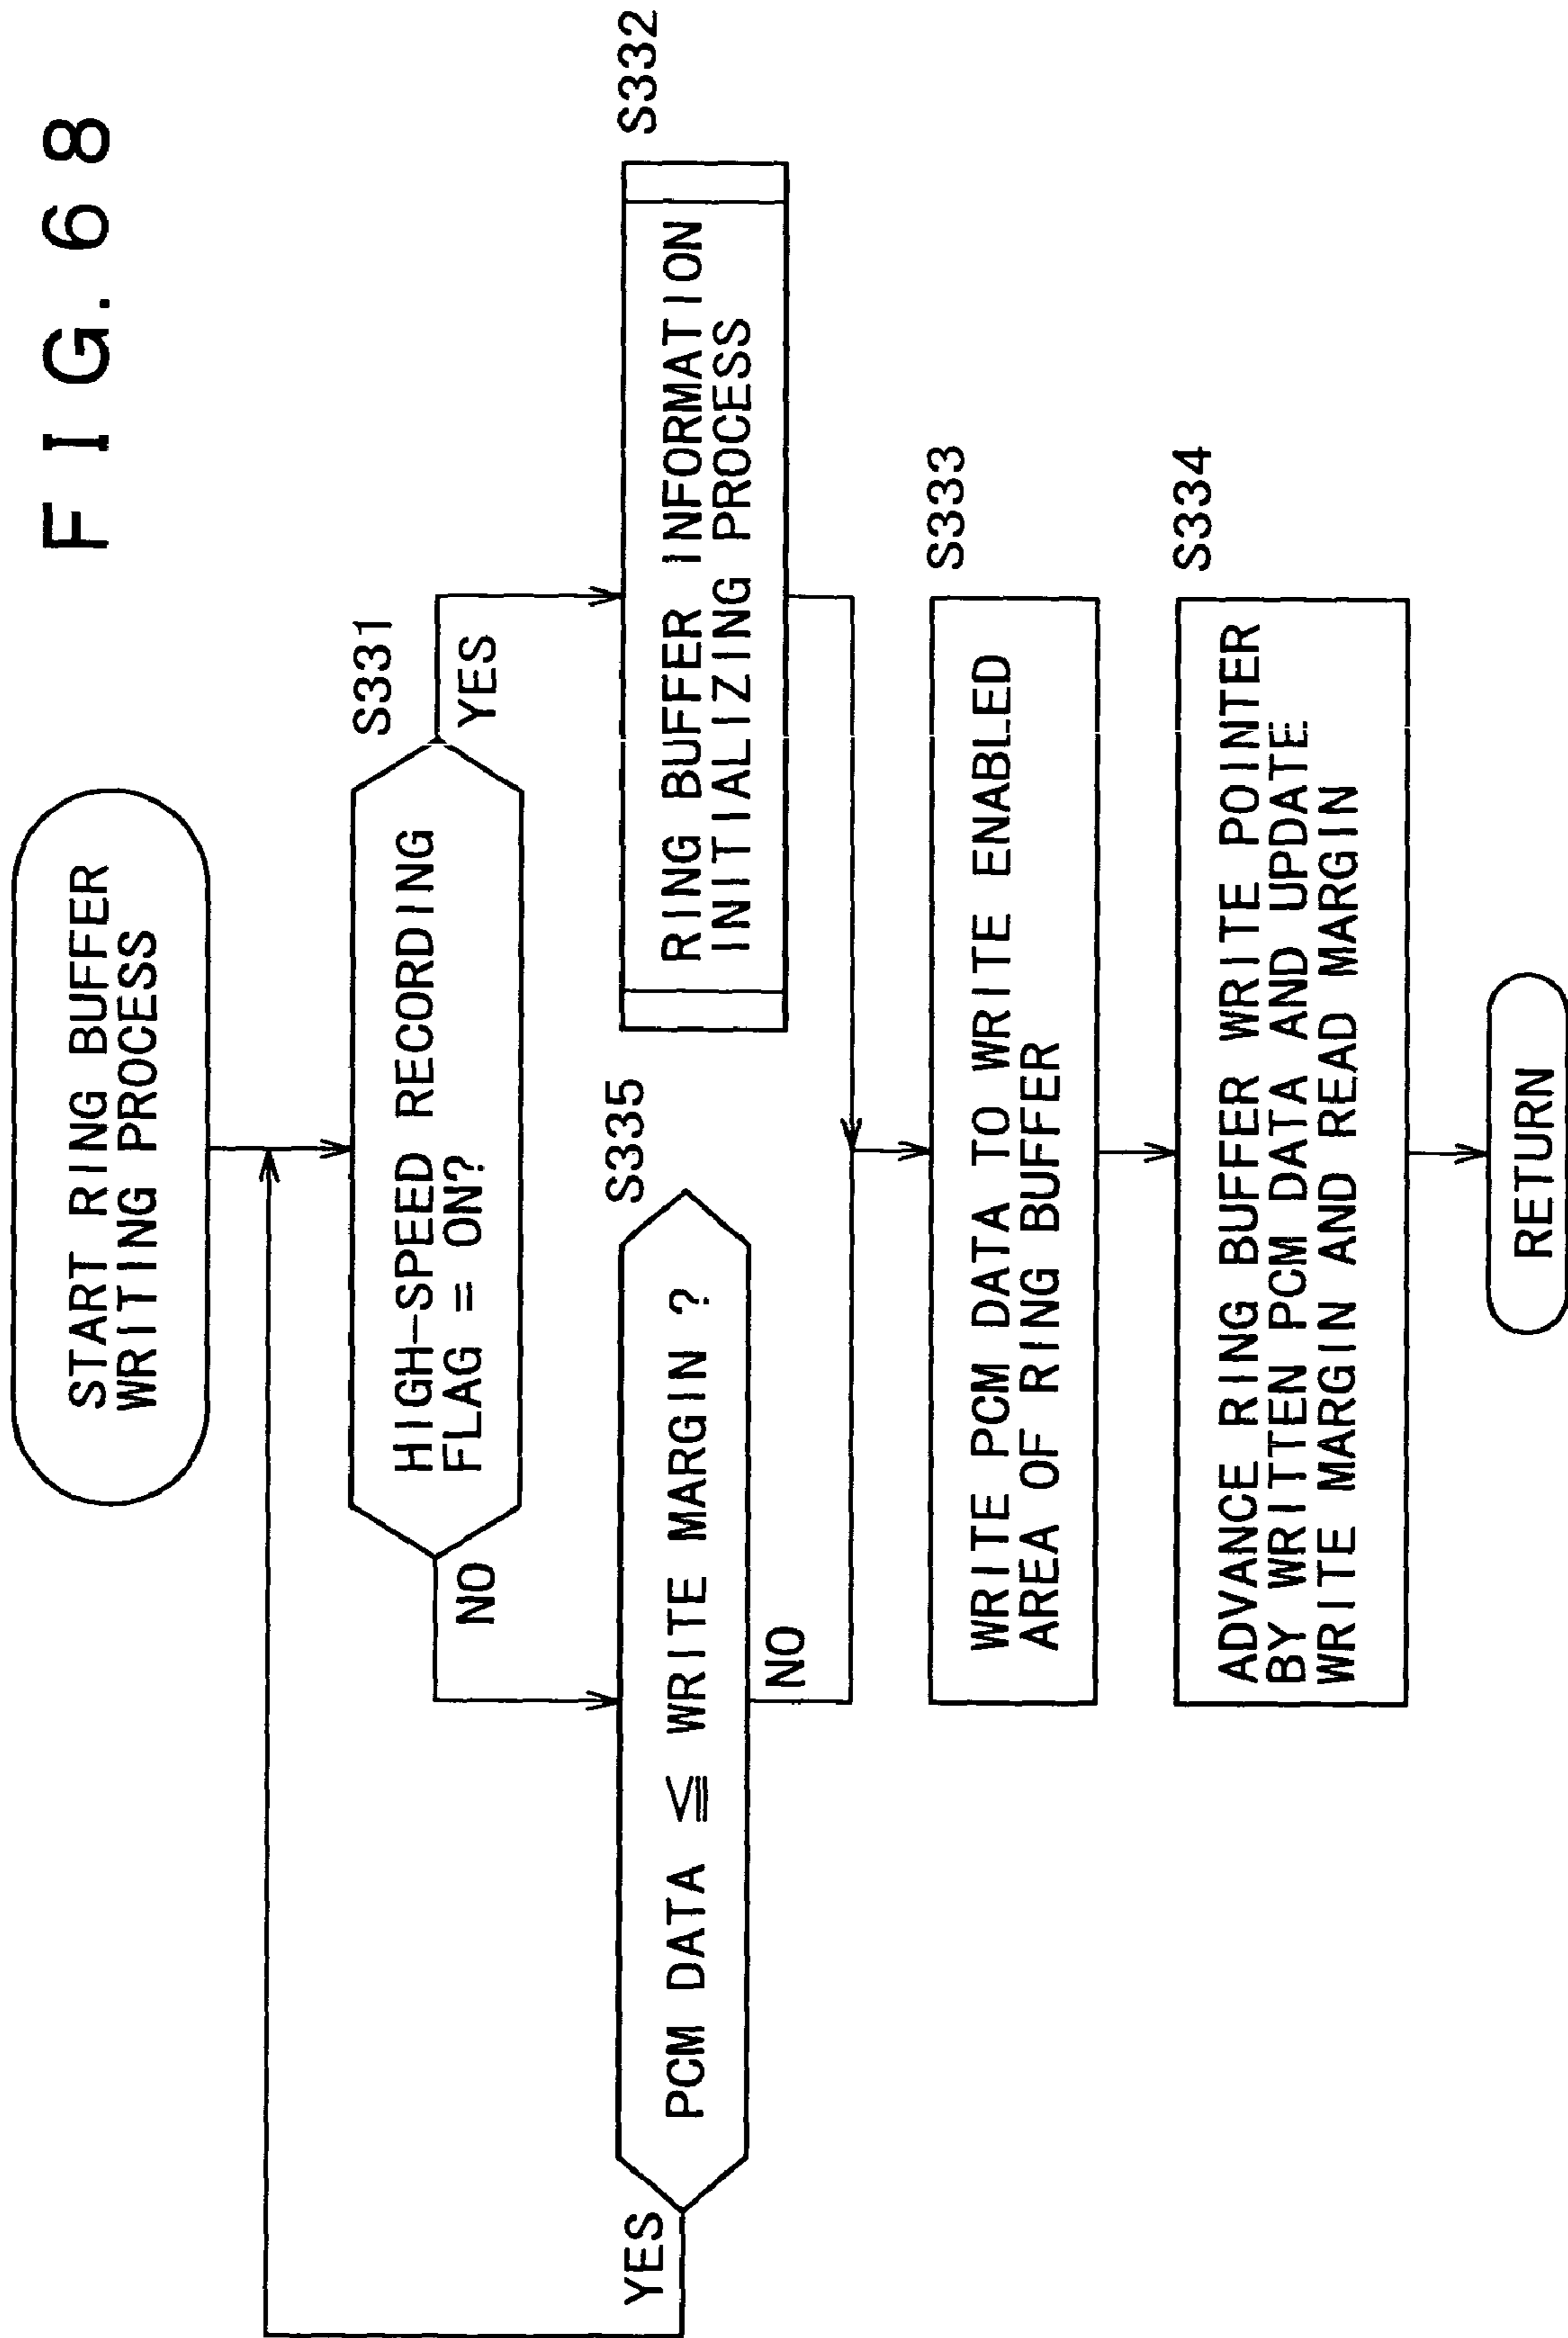 FIG. 68
START RING BUFFER
WRITING PROCESS
S331
HIGH-SPEED RECORDING
FLAG = ON?
NO
YES
S335
PCM DATA ≦ WRITE MARGIN ?
YES
NO
S332
RING BUFFER INFORMATION
INITIALIZING PROCESS
S333
WRITE PCM DATA TO WRITE ENABLED
AREA OF RING BUFFER
S334
ADVANCE RING BUFFER WRITE POINTER
BY WRITTEN PCM DATA AND UPDATE
WRITE MARGIN AND READ MARGIN
RETURN